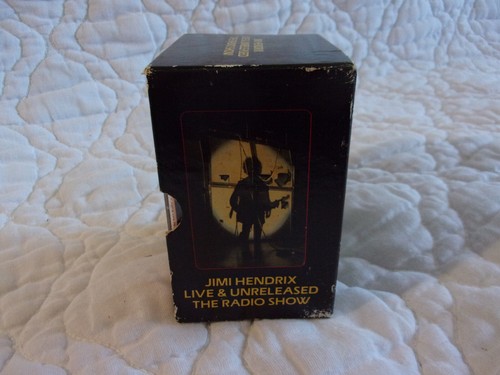 JIMI HENDRIX
LIVE & UNRELEASED
THE RADIO SHOW